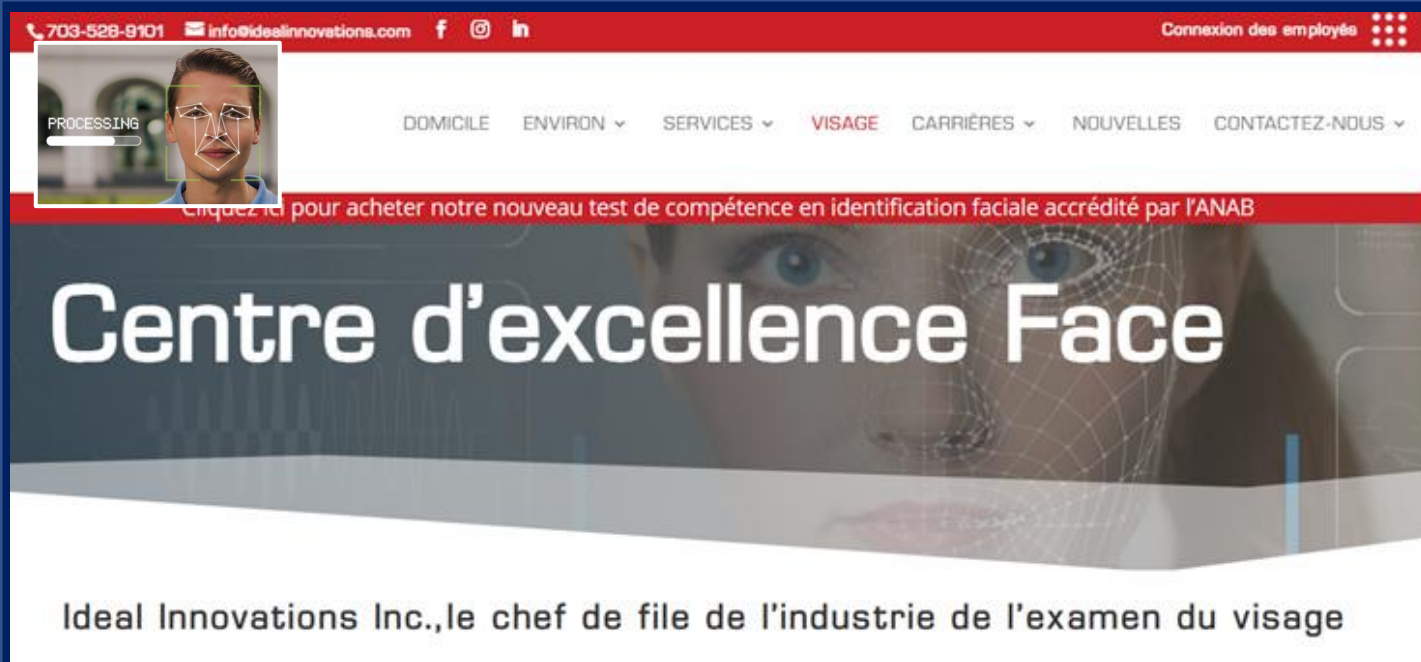 703-528-9101 info@idealinnovations.com Connexion des employés
PROCESSING
DOMICILE ENVIRON SERVICES VISAGE CARRIÈRES NOUVELLES CONTACTEZ-NOUS
Cliquez ici pour acheter notre nouveau test de compétence en identification faciale accrédité par l'ANAB
Centre d'excellence Face
Ideal Innovations Inc.,le chef de file de l'industrie de l'examen du visage